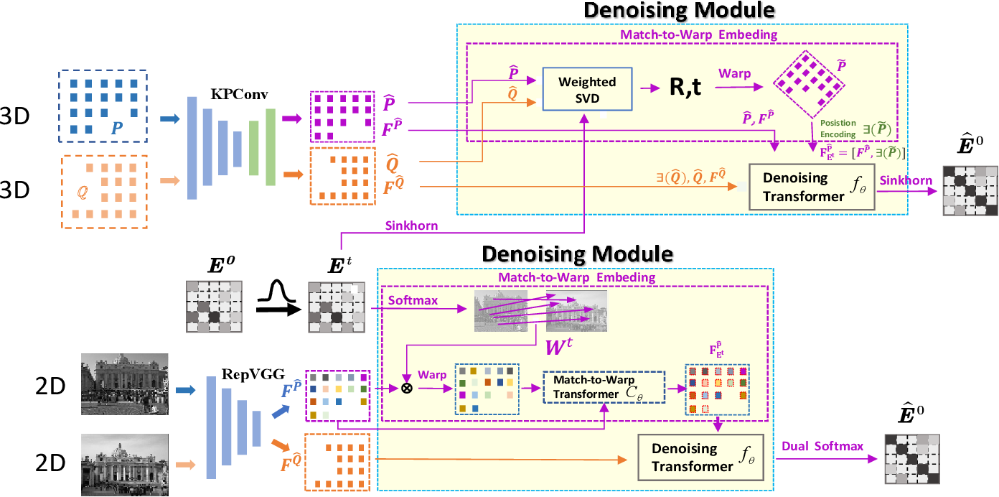 Denoising Module
Match-to-Warp Embeding
3D
P
KPConv
P̂
F^P̂
P̂
Q̂
Weighted
SVD
R,t
Warp
P̃
P̂, F^P̂
Posistion
Encoding ∃(P̃)
F^P̂_E^t = [F^P̂, ∃(P̃)]
3D
Q
Q̂
F^Q̂
∃(Q̂), Q̂, F^Q̂
Denoising
Transformer f_θ
Sinkhorn
Ê^0
Sinkhorn
Denoising Module
Match-to-Warp Embeding
E^0
E^t
Softmax
W^t
2D
RepVGG
F^P̂
Warp
Match-to-Warp
Transformer C_θ
F^P̂_E^t
2D
F^Q̂
Denoising
Transformer f_θ
Dual Softmax
Ê^0